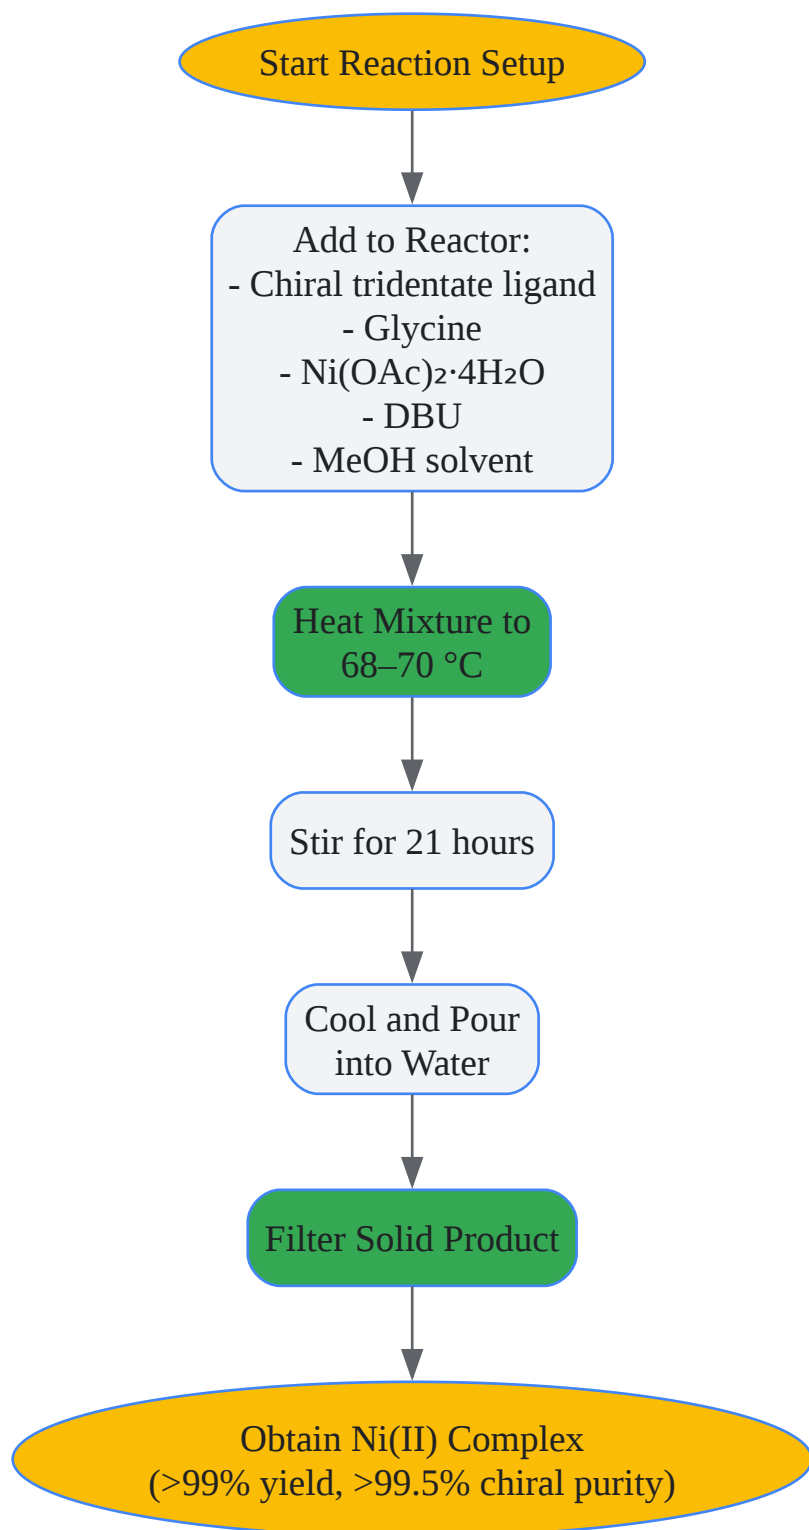 Start Reaction Setup
Add to Reactor:
- Chiral tridentate ligand
- Glycine
- Ni(OAc)₂·4H₂O
- DBU
- MeOH solvent
Heat Mixture to
68–70 °C
Stir for 21 hours
Cool and Pour
into Water
Filter Solid Product
Obtain Ni(II) Complex
(>99% yield, >99.5% chiral purity)